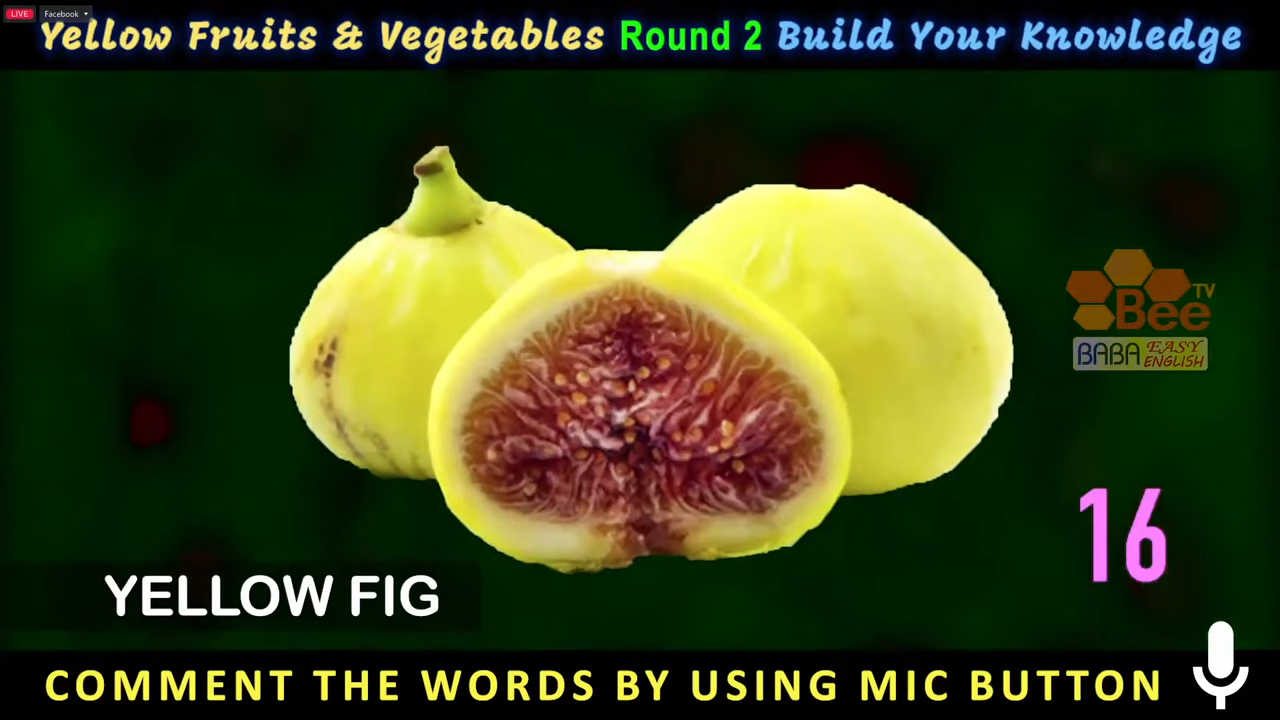 LIVE Facebook
Yellow Fruits & Vegetables Round 2 Build Your Knowledge
Bee TV
BABA EASY ENGLISH
16
YELLOW FIG
COMMENT THE WORDS BY USING MIC BUTTON